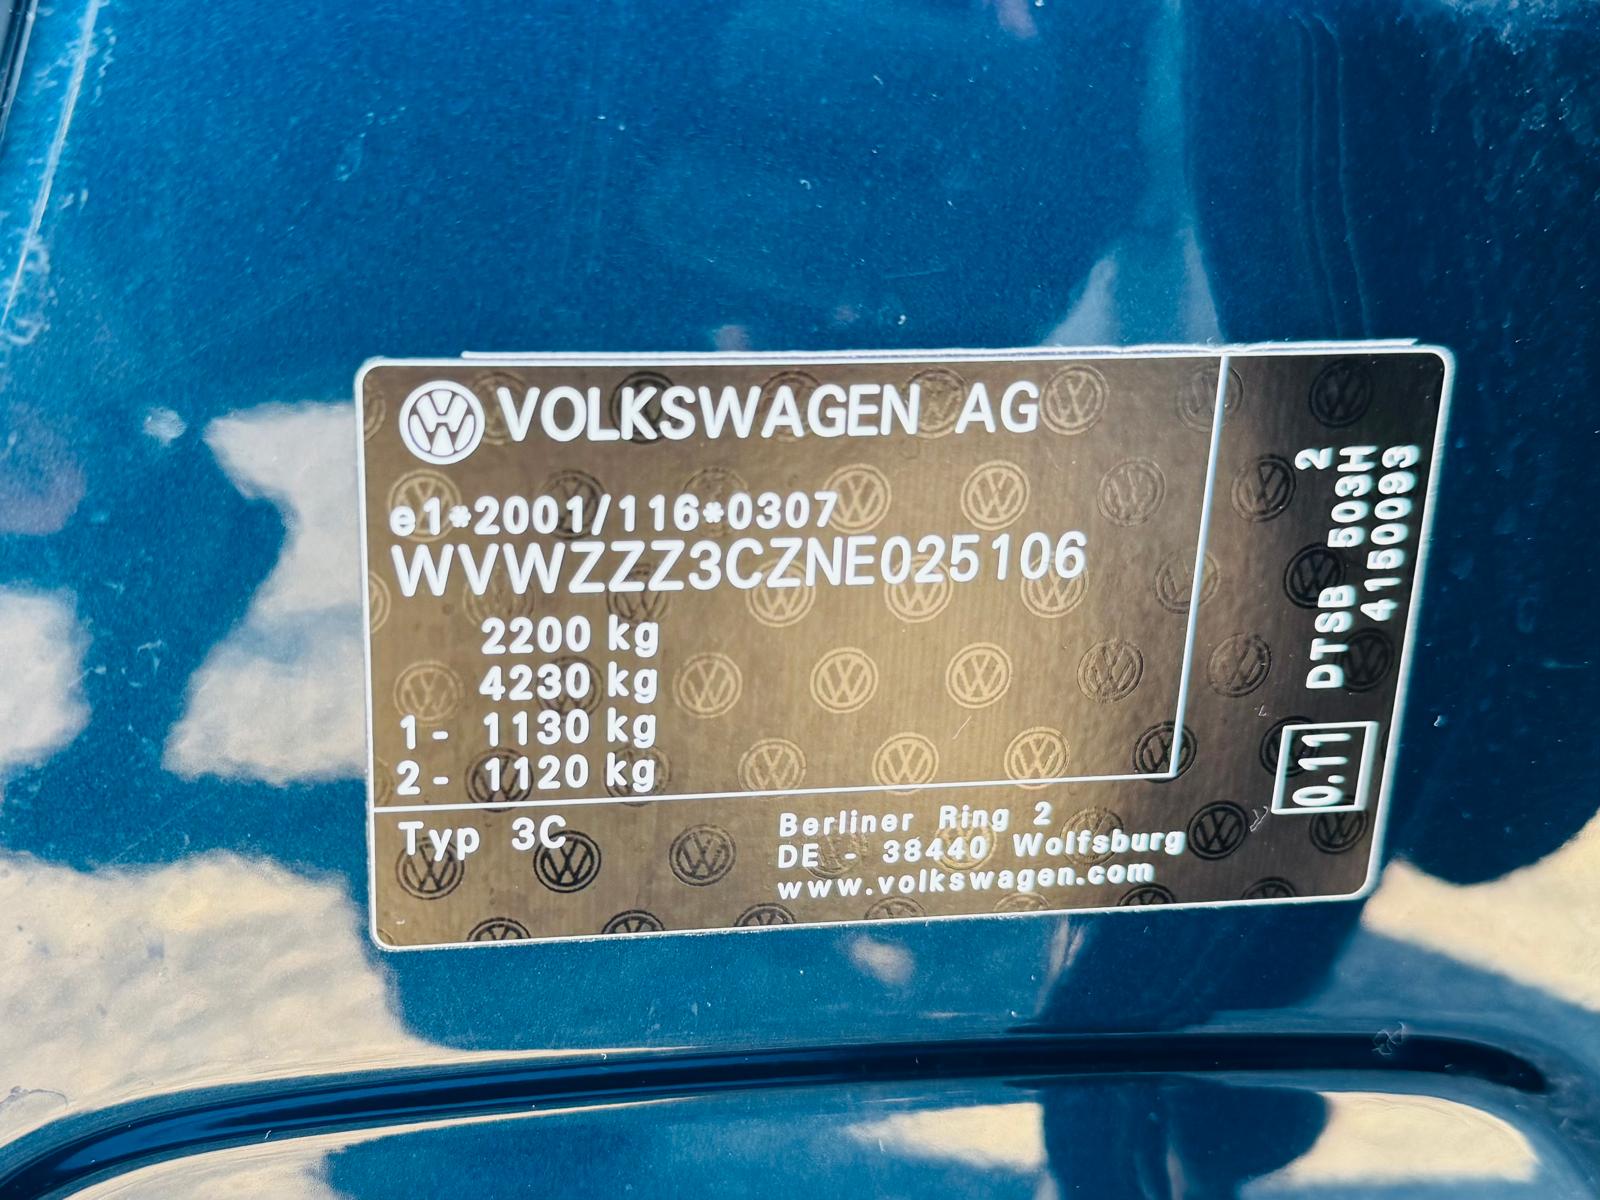 VOLKSWAGEN AG
e1*2001/116*0307
WVWZZZ3CZNE025106
2200 kg
4230 kg
1- 1130 kg
2- 1120 kg
Typ 3C
Berliner Ring 2
DE - 38440 Wolfsburg
www.volkswagen.com
2
DTSB 503H
4150093
0.11